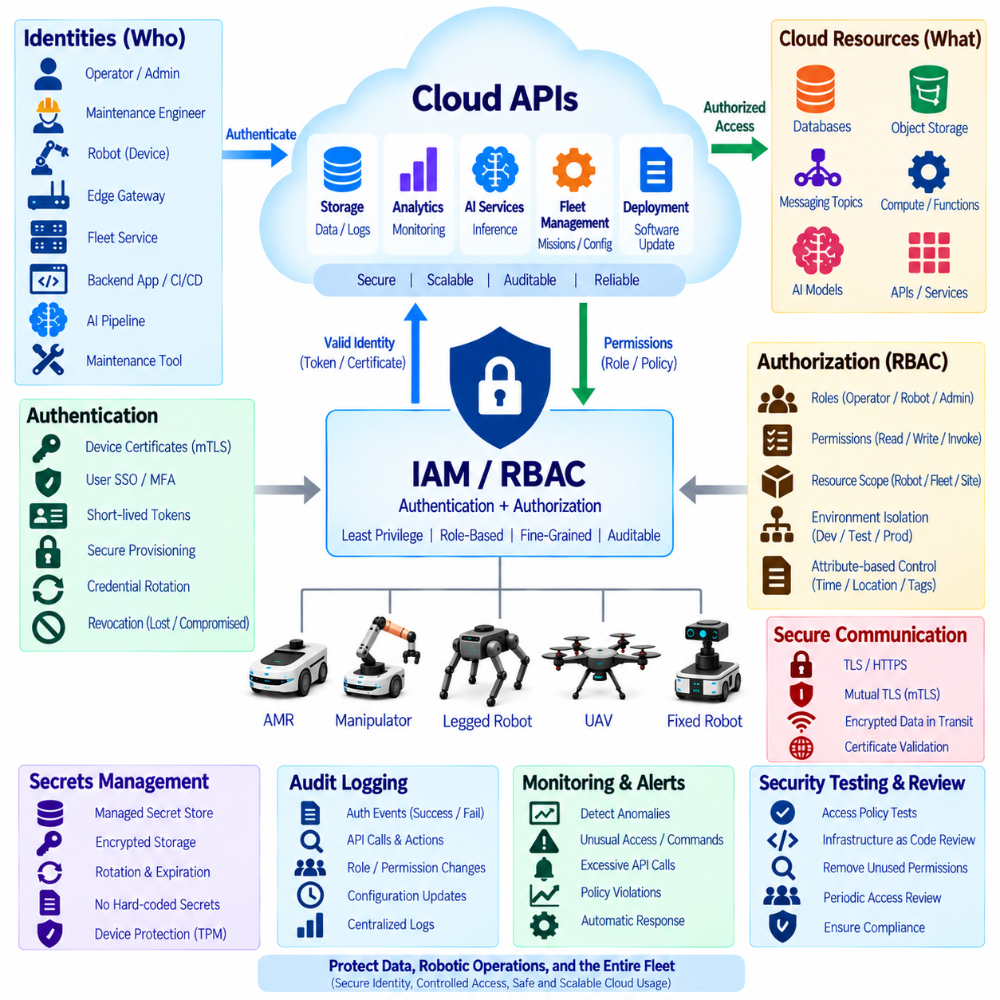 Identities (Who)
Operator / Admin
Maintenance Engineer
Robot (Device)
Edge Gateway
Fleet Service
Backend App / CI/CD
AI Pipeline
Maintenance Tool
Authenticate
Cloud APIs
Storage
Data / Logs
Analytics
Monitoring
AI Services
Inference
Fleet
Management
Missions / Config
Deployment
Software
Update
Secure | Scalable | Auditable | Reliable
Authorized
Access
Cloud Resources (What)
Databases
Object Storage
Messaging Topics
Compute / Functions
AI Models
APIs / Services
Valid Identity
(Token / Certificate)
Permissions
(Role / Policy)
Authentication
Device Certificates (mTLS)
User SSO / MFA
Short-lived Tokens
Secure Provisioning
Credential Rotation
Revocation (Lost / Compromised)
IAM / RBAC
Authentication + Authorization
Least Privilege | Role-Based | Fine-Grained | Auditable
Authorization (RBAC)
Roles (Operator / Robot / Admin)
Permissions (Read / Write / Invoke)
Resource Scope (Robot / Fleet / Site)
Environment Isolation
(Dev / Test / Prod)
Attribute-based Control
(Time / Location / Tags)
AMR
Manipulator
Legged Robot
UAV
Fixed Robot
Secure Communication
TLS / HTTPS
Mutual TLS (mTLS)
Encrypted Data in Transit
Certificate Validation
Secrets Management
Managed Secret Store
Encrypted Storage
Rotation & Expiration
No Hard-coded Secrets
Device Protection (TPM)
Audit Logging
Auth Events (Success / Fail)
API Calls & Actions
Role / Permission Changes
Configuration Updates
Centralized Logs
Monitoring & Alerts
Detect Anomalies
Unusual Access / Commands
Excessive API Calls
Policy Violations
Automatic Response
Security Testing & Review
Access Policy Tests
Infrastructure as Code Review
Remove Unused Permissions
Periodic Access Review
Ensure Compliance
Protect Data, Robotic Operations, and the Entire Fleet
(Secure Identity, Controlled Access, Safe and Scalable Cloud Usage)